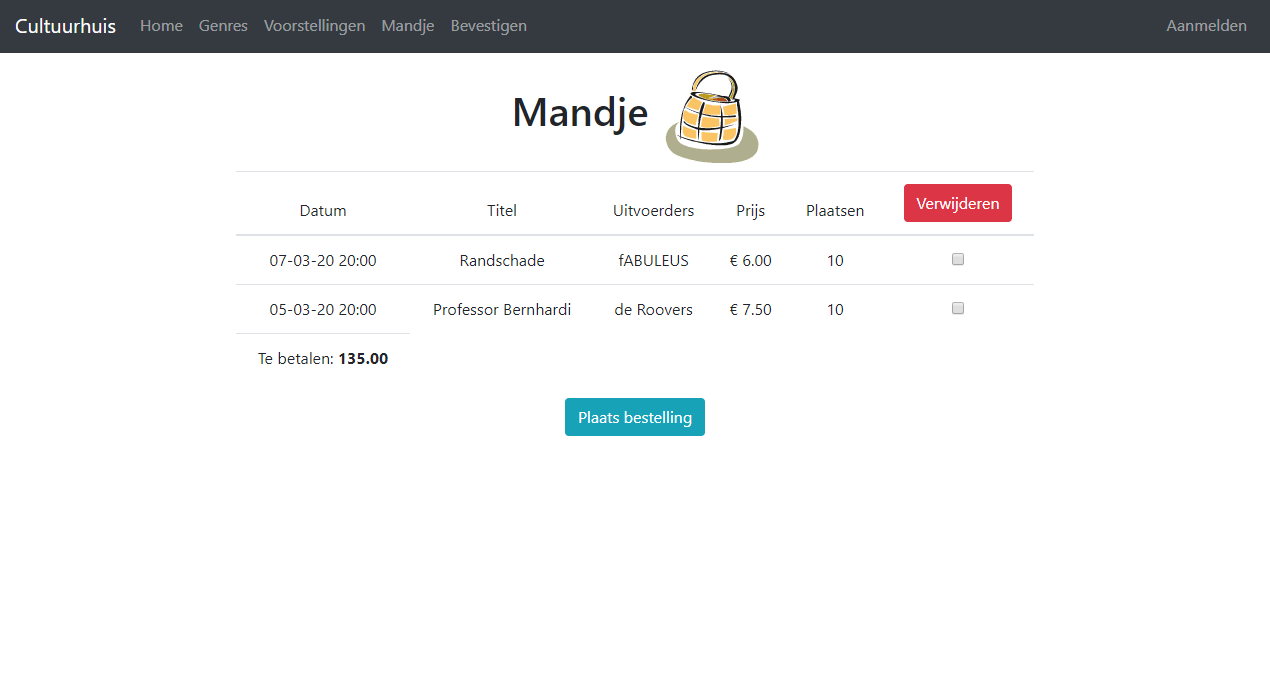 Cultuurhuis Home Genres Voorstellingen Mandje Bevestigen Aanmelden
Mandje
Datum Titel Uitvoerders Prijs Plaatsen Verwijderen
07-03-20 20:00 Randschade fABULEUS € 6.00 10
05-03-20 20:00 Professor Bernhardi de Roovers € 7.50 10
Te betalen: 135.00
Plaats bestelling